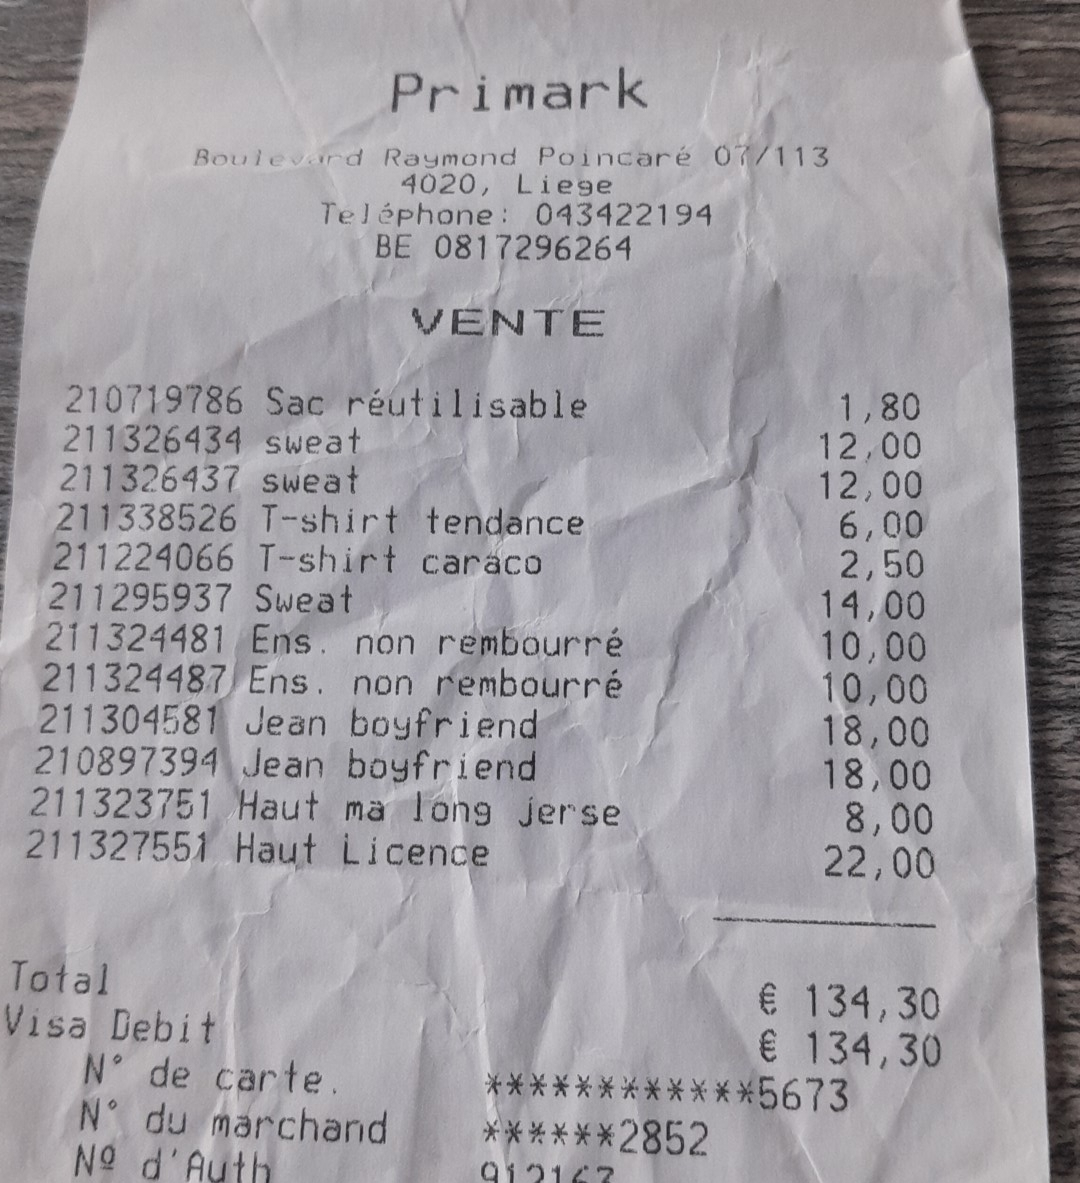 Primark
Boulevard Raymond Poincaré 07/113
4020, Liege
Teléphone: 043422194
BE 0817296264
VENTE
210719786 Sac réutilisable 1,80
211326434 sweat 12,00
211326437 sweat 12,00
211338526 T-shirt tendance 6,00
211224066 T-shirt caraco 2,50
211295937 Sweat 14,00
211324481 Ens. non rembourré 10,00
211324487 Ens. non rembourré 10,00
211304581 Jean boyfriend 18,00
210897394 Jean boyfriend 18,00
211323751 Haut ma long jerse 8,00
211327551 Haut Licence 22,00
Total € 134,30
Visa Debit € 134,30
N° de carte. ************5673
N° du marchand ******2852
Nº d'Auth 912163